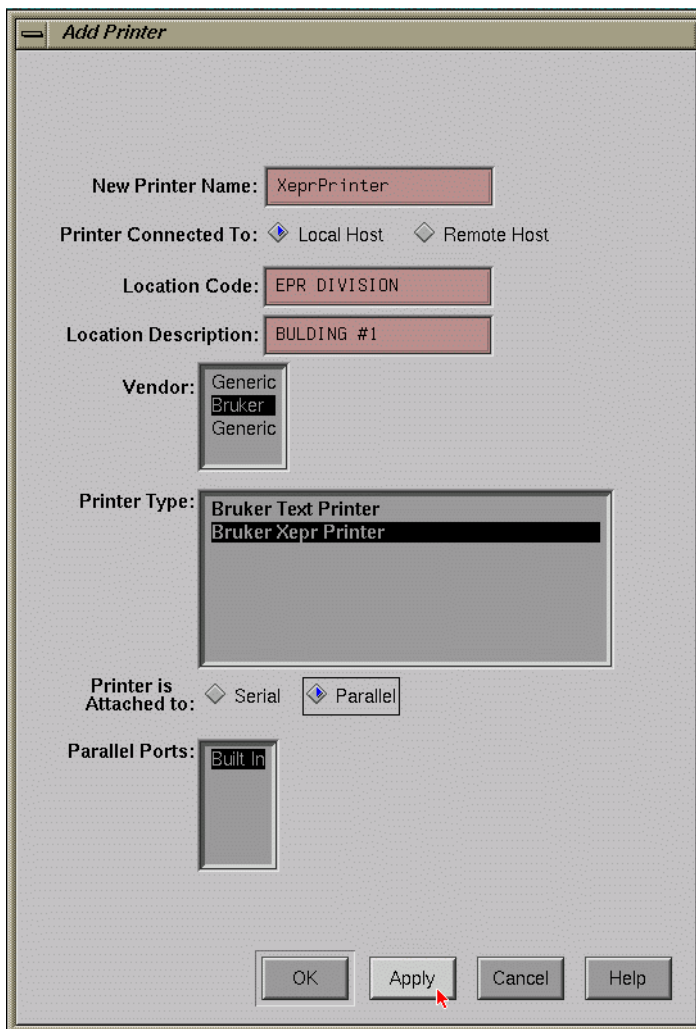 Add Printer
New Printer Name: XeprPrinter
Printer Connected To: Local Host Remote Host
Location Code: EPR DIVISION
Location Description: BULDING #1
Vendor: Generic
Bruker
Generic
Printer Type: Bruker Text Printer
Bruker Xepr Printer
Printer is
Attached to: Serial Parallel
Parallel Ports: Built In
OK Apply Cancel Help